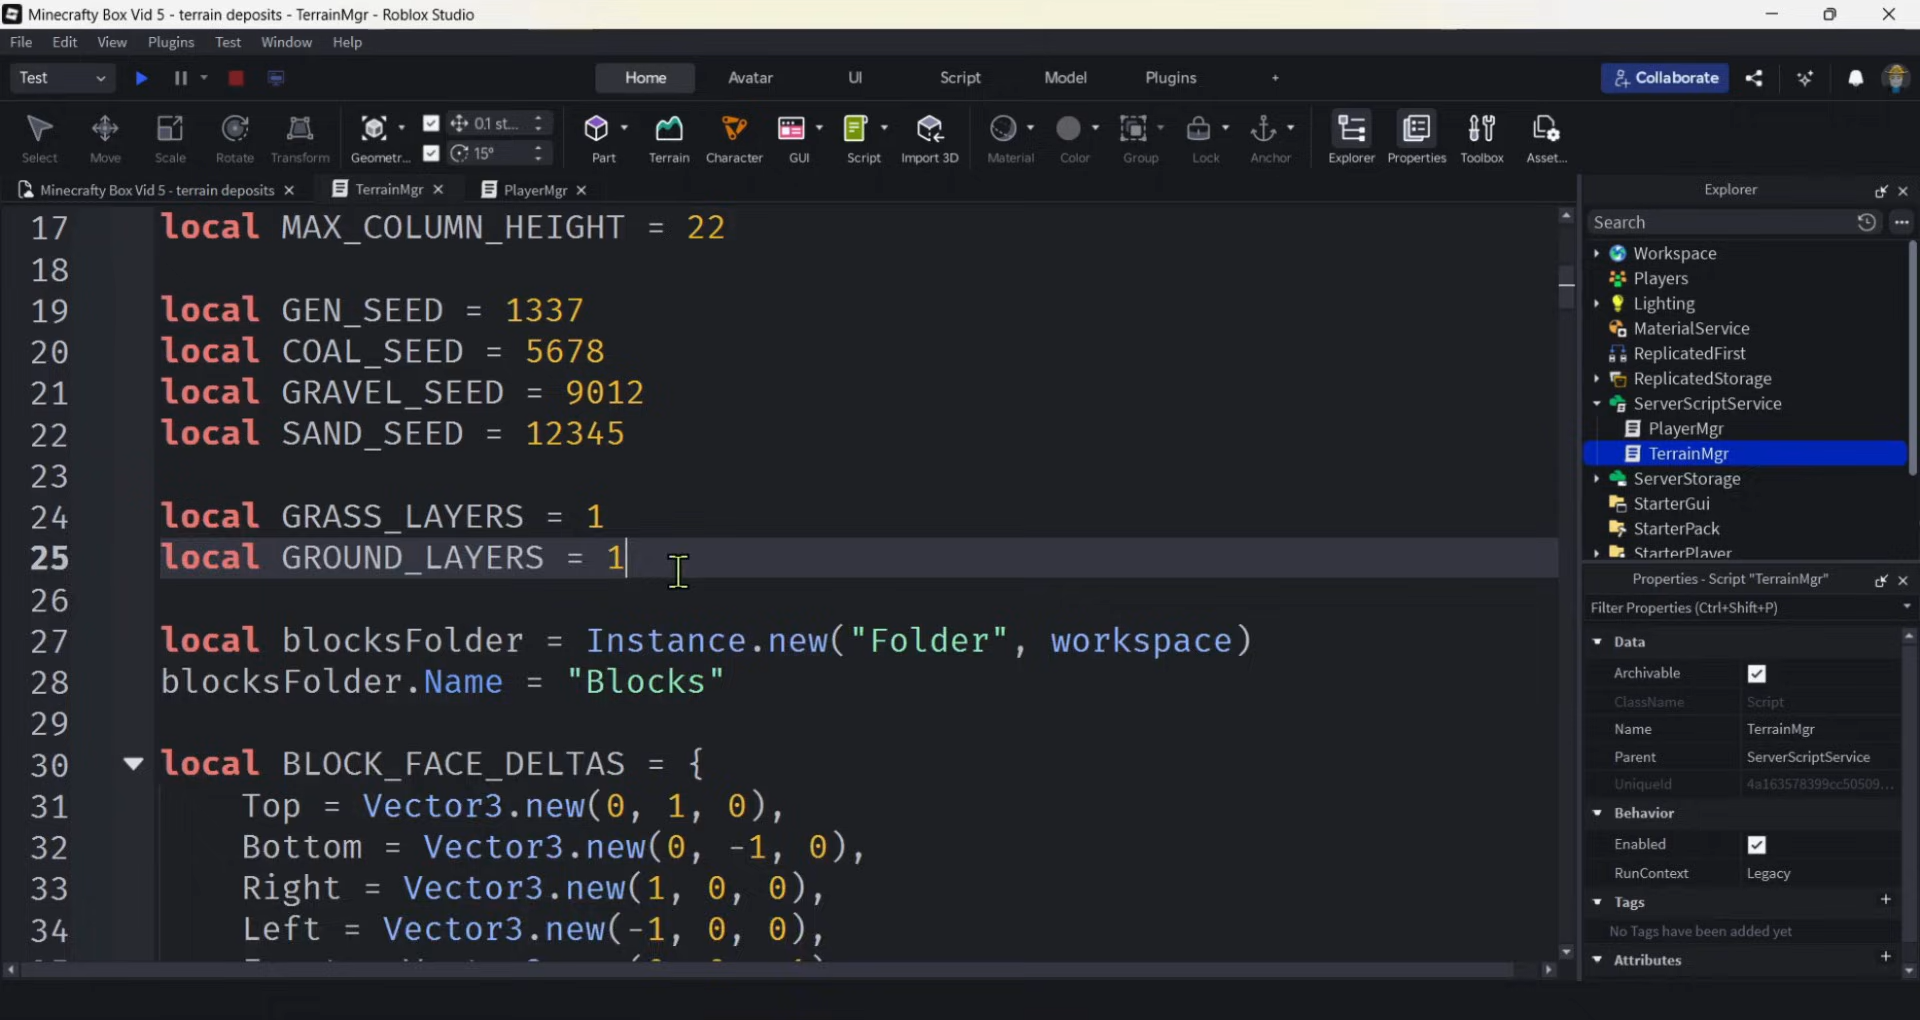 Minecrafty Box Vid 5 - terrain deposits - TerrainMgr - Roblox Studio
File Edit View Plugins Test Window Help
Test Home Avatar UI Script Model Plugins + Collaborate
0.1 st...
15°
Select Move Scale Rotate Transform Geometr... Part Terrain Character GUI Script Import 3D Material Color Group Lock Anchor Explorer Properties Toolbox Asset...
Minecrafty Box Vid 5 - terrain deposits TerrainMgr PlayerMgr
17 local MAX_COLUMN_HEIGHT = 22
18
19 local GEN_SEED = 1337
20 local COAL_SEED = 5678
21 local GRAVEL_SEED = 9012
22 local SAND_SEED = 12345
23
24 local GRASS_LAYERS = 1
25 local GROUND_LAYERS = 1
26
27 local blocksFolder = Instance.new("Folder", workspace)
28 blocksFolder.Name = "Blocks"
29
30 local BLOCK_FACE_DELTAS = {
31 Top = Vector3.new(0, 1, 0),
32 Bottom = Vector3.new(0, -1, 0),
33 Right = Vector3.new(1, 0, 0),
34 Left = Vector3.new(-1, 0, 0),
Explorer
Search
Workspace
Players
Lighting
MaterialService
ReplicatedFirst
ReplicatedStorage
ServerScriptService
PlayerMgr
TerrainMgr
ServerStorage
StarterGui
StarterPack
StarterPlayer
Properties - Script "TerrainMgr"
Filter Properties (Ctrl+Shift+P)
Data
Archivable
ClassName Script
Name TerrainMgr
Parent ServerScriptService
UniqueId 4a163578399cc50509...
Behavior
Enabled
RunContext Legacy
Tags +
No Tags have been added yet
Attributes +